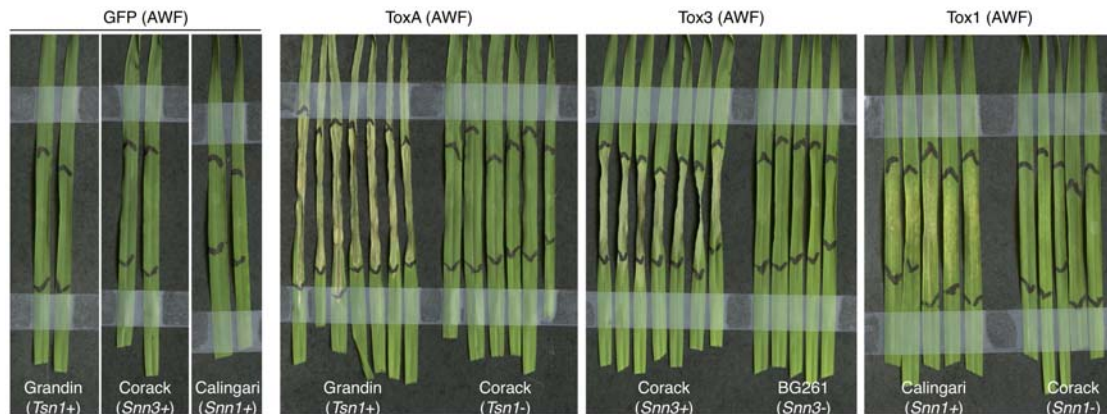 GFP (AWF)
ToxA (AWF)
Tox3 (AWF)
Tox1 (AWF)
Grandin
(Tsn1+)
Corack
(Snn3+)
Calingari
(Snn1+)
Grandin
(Tsn1+)
Corack
(Tsn1-)
Corack
(Snn3+)
BG261
(Snn3-)
Calingari
(Snn1+)
Corack
(Snn1-)